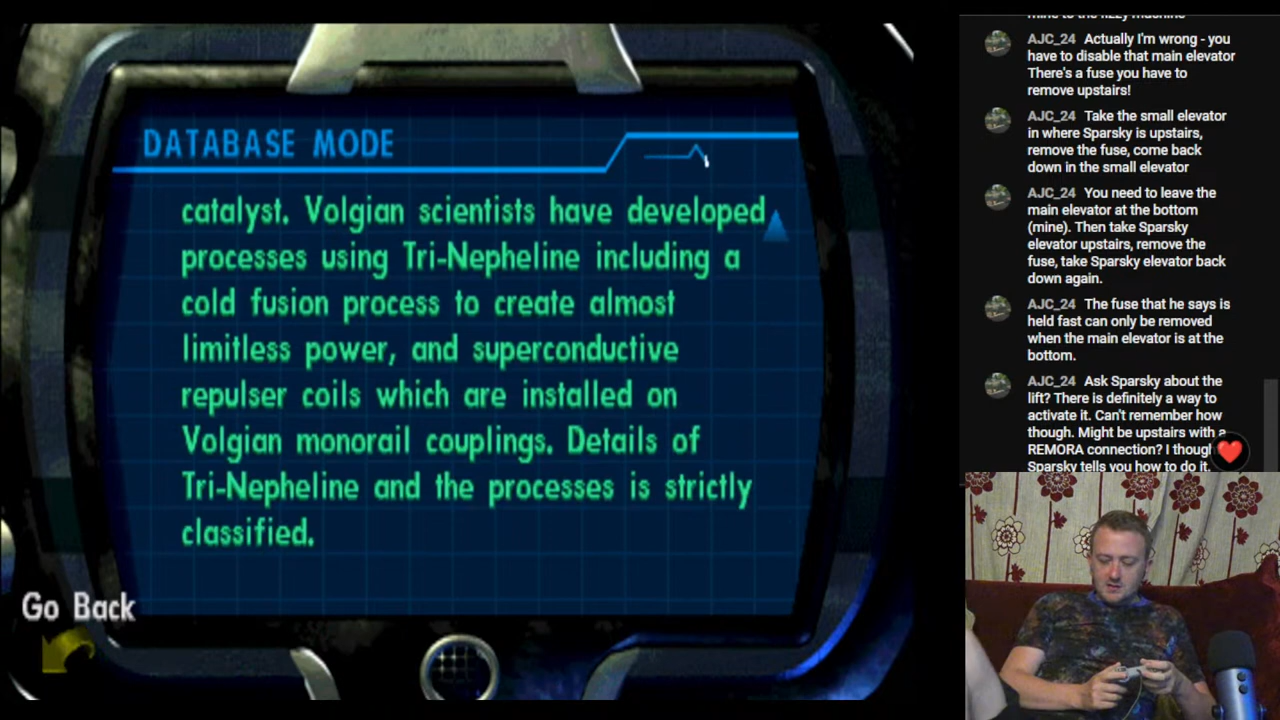 DATABASE MODE
catalyst. Volgian scientists have developed
processes using Tri-Nepheline including a
cold fusion process to create almost
limitless power, and superconductive
repulser coils which are installed on
Volgian monorail couplings. Details of
Tri-Nepheline and the processes is strictly
classified.
Go Back
AJC_24 Actually I'm wrong - you
have to disable that main elevator
There's a fuse you have to
remove upstairs!
AJC_24 Take the small elevator
in where Sparsky is upstairs,
remove the fuse, come back
down in the small elevator
AJC_24 You need to leave the
main elevator at the bottom
(mine). Then take Sparsky
elevator upstairs, remove the
fuse, take Sparsky elevator back
down again.
AJC_24 The fuse that he says is
held fast can only be removed
when the main elevator is at the
bottom.
AJC_24 Ask Sparsky about the
lift? There is definitely a way to
activate it. Can't remember how
though. Might be upstairs with a
REMORA connection? I though
Sparsky tells you how to do it.